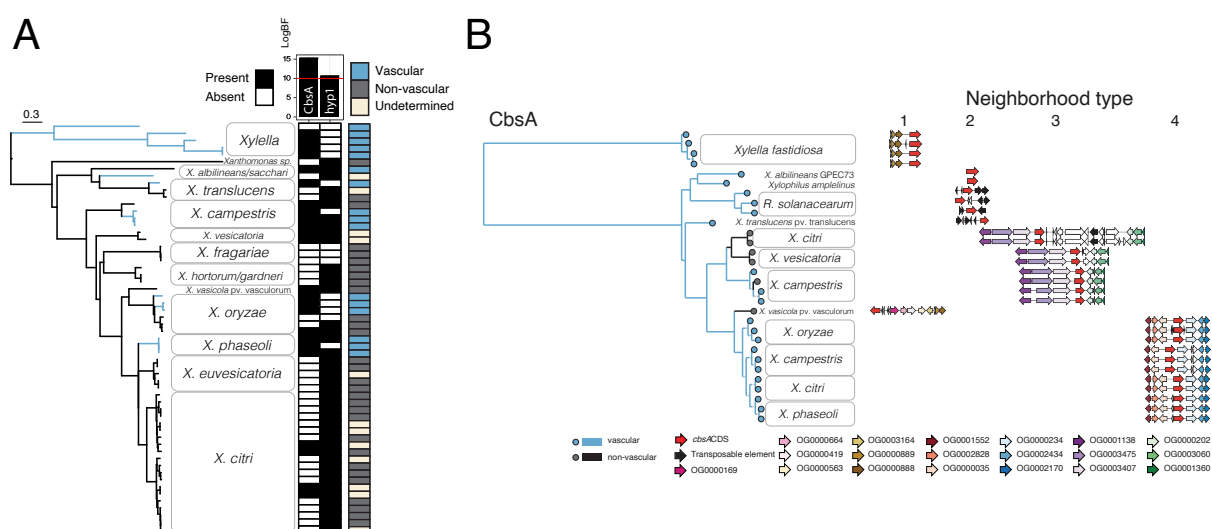 A
B
LogBF
15
10
5
0
Present
Absent
CbsA
hyp1
Vascular
Non-vascular
Undetermined
0.3
Xylella
Xanthomonas sp.
X. albilineans/sacchari
X. translucens
X. campestris
X. vesicatoria
X. fragariae
X. hortorum/gardneri
X. vasicola pv. vasculorum
X. oryzae
X. phaseoli
X. euvesicatoria
X. citri
CbsA
Neighborhood type
1
2
3
4
Xylella fastidiosa
X. albilineans GPEC73
Xylophilus amplelinus
R. solanacearum
X. translucens pv. translucens
X. citri
X. vesicatoria
X. campestris
X. vasicola pv. vasculorum
X. oryzae
X. campestris
X. citri
X. phaseoli
vascular
non-vascular
cbsACDS
Transposable element
OG0000169
OG0000664
OG0000419
OG0000563
OG0003164
OG0000889
OG0000888
OG0001552
OG0002828
OG0000035
OG0000234
OG0002434
OG0002170
OG0001138
OG0003475
OG0003407
OG0000202
OG0003060
OG0001360